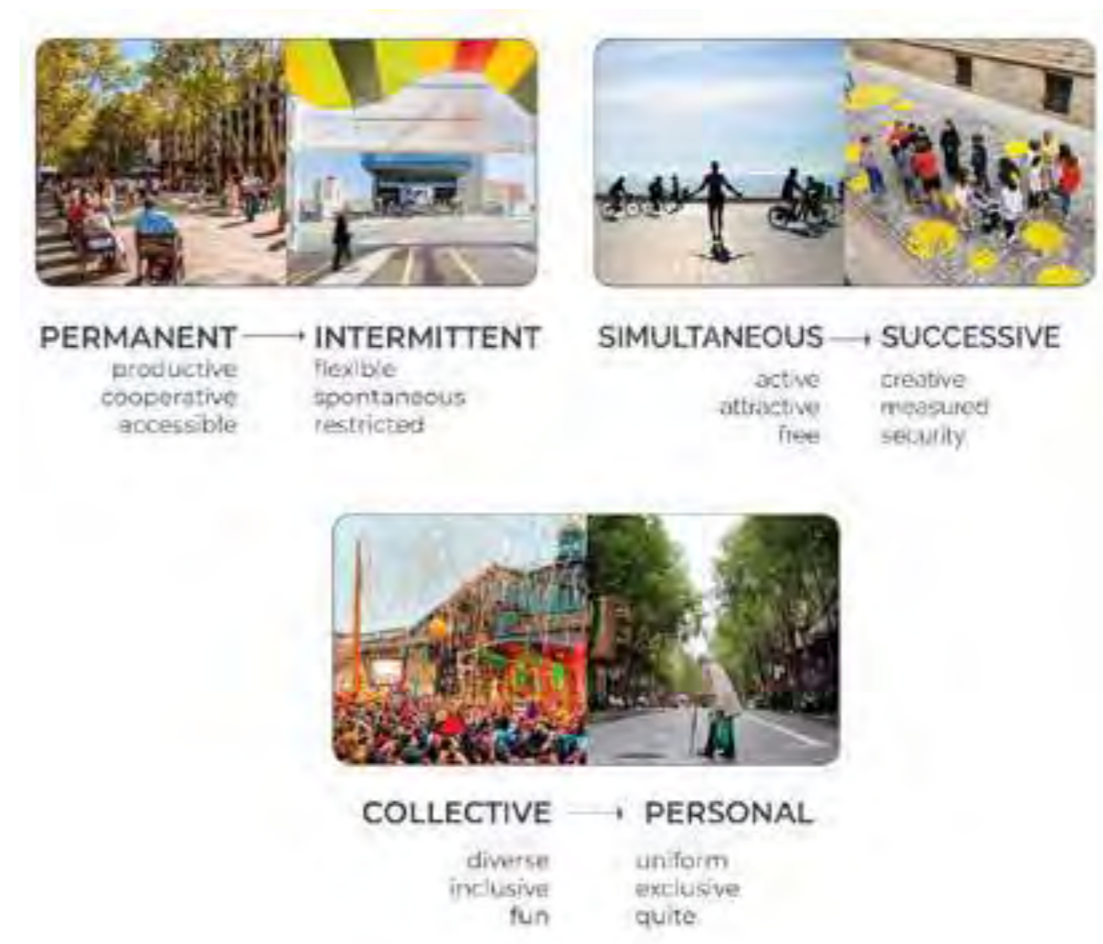 PERMANENT → INTERMITTENT
productive flexible
cooperative spontaneous
accessible restricted
SIMULTANEOUS → SUCCESSIVE
active creative
attractive measured
free security
COLLECTIVE → PERSONAL
diverse uniform
inclusive exclusive
fun quite